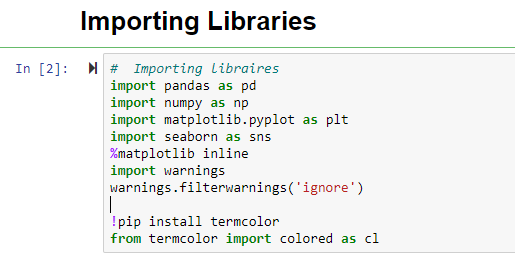 Importing Libraries
In [2]:
#  Importing libraires
import pandas as pd
import numpy as np
import matplotlib.pyplot as plt
import seaborn as sns
%matplotlib inline
import warnings
warnings.filterwarnings('ignore')
!pip install termcolor
from termcolor import colored as cl